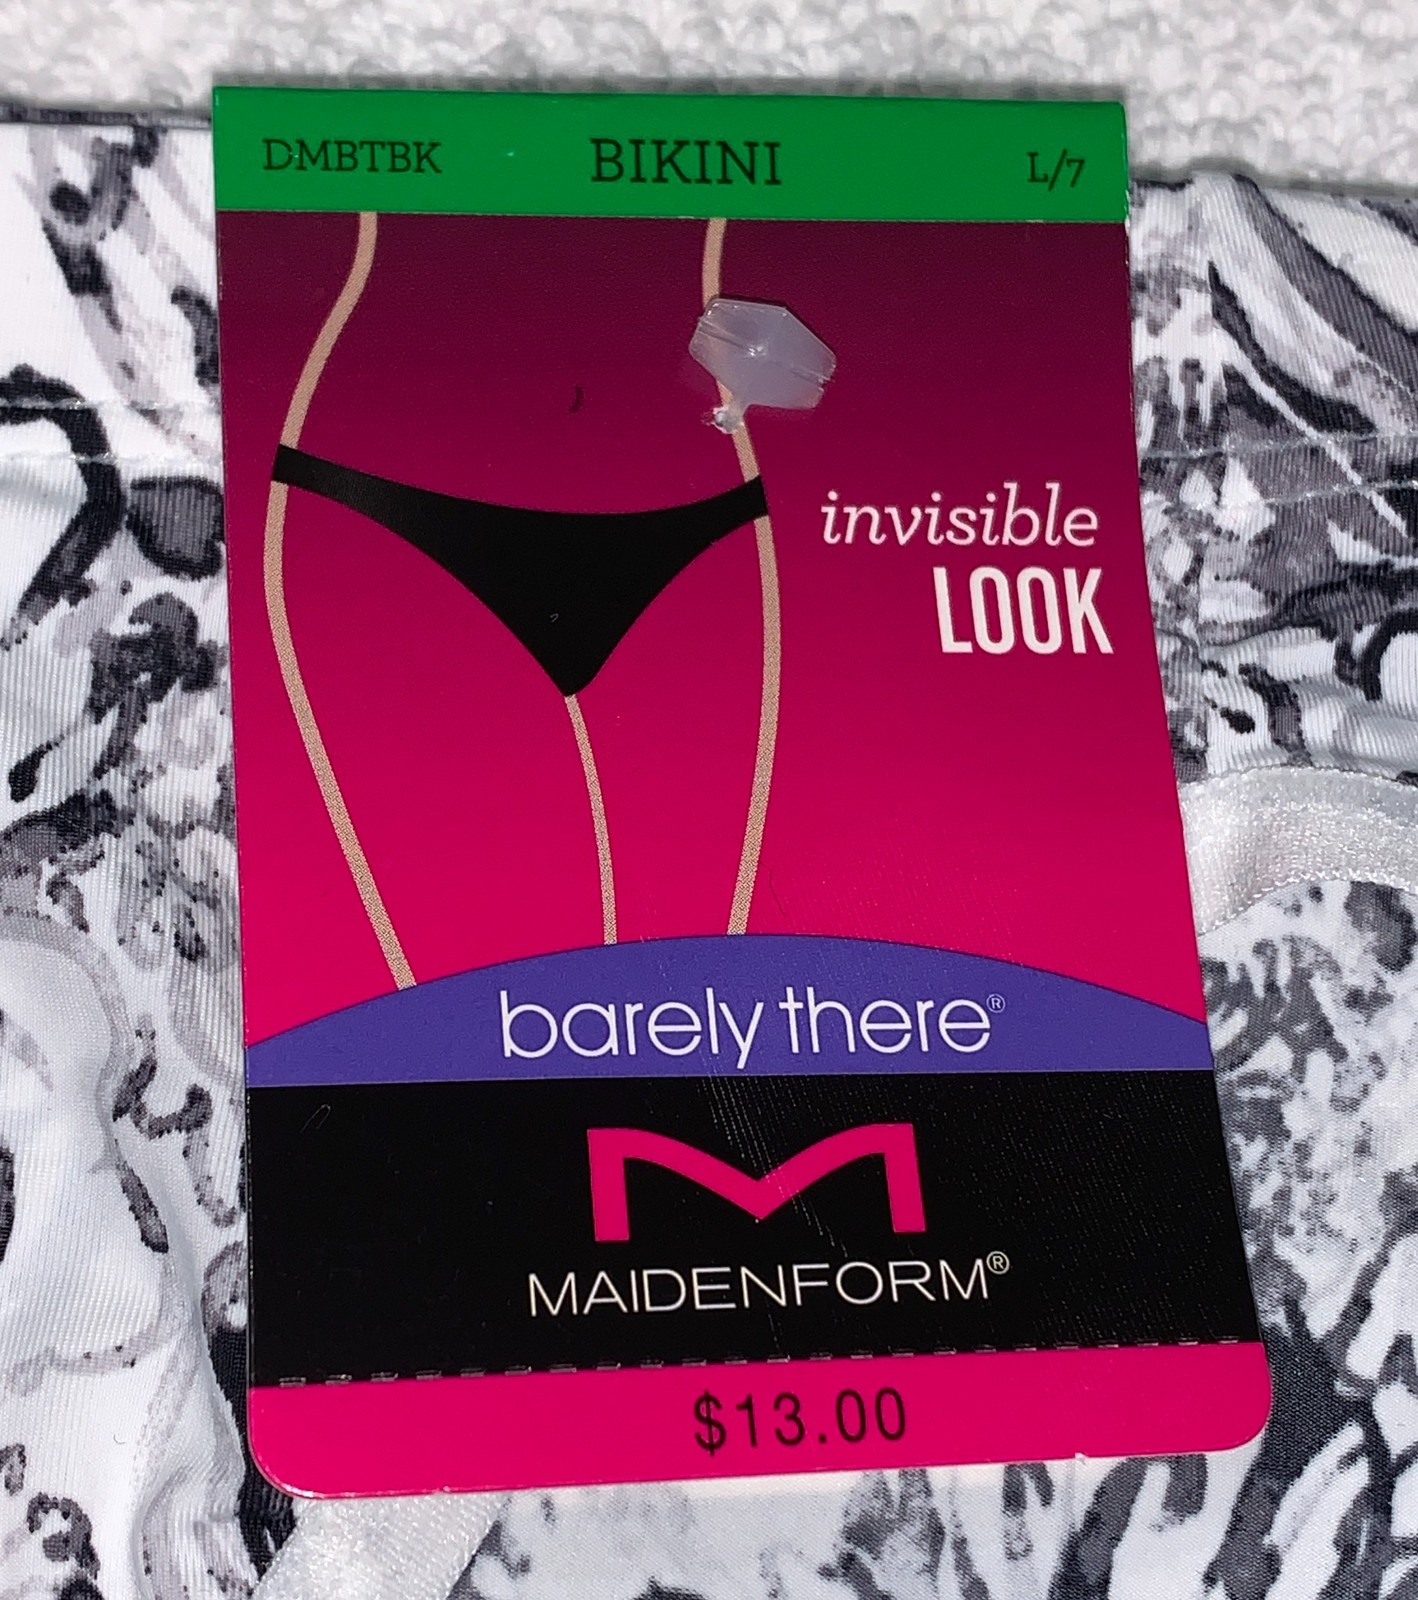 DMBTBK BIKINI L/7
invisible
LOOK
barely there®
MAIDENFORM®
$13.00